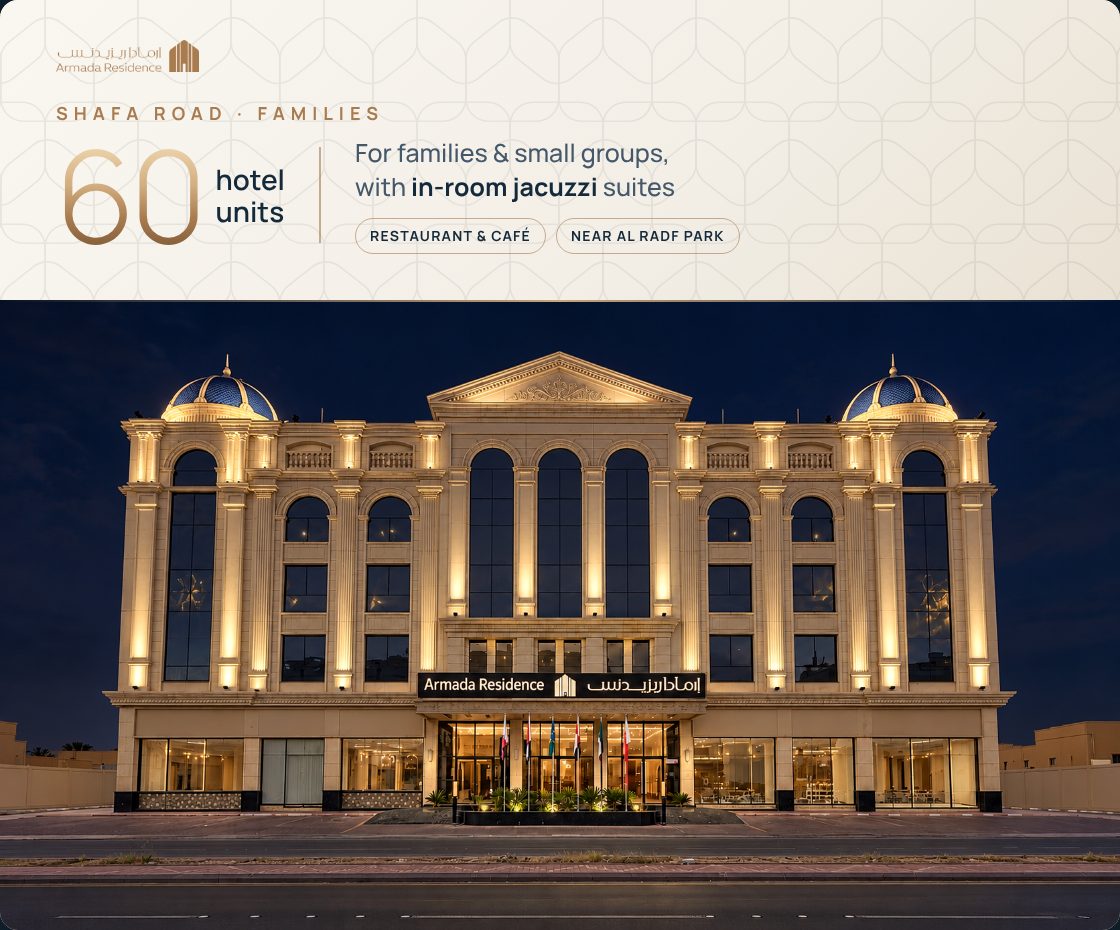 ارمادا ريزيدنس
Armada Residence
SHAFA ROAD · FAMILIES
60 hotel units
For families & small groups,
with in-room jacuzzi suites
RESTAURANT & CAFÉ
NEAR AL RADF PARK
Armada Residence ارمادا ريزيدنس